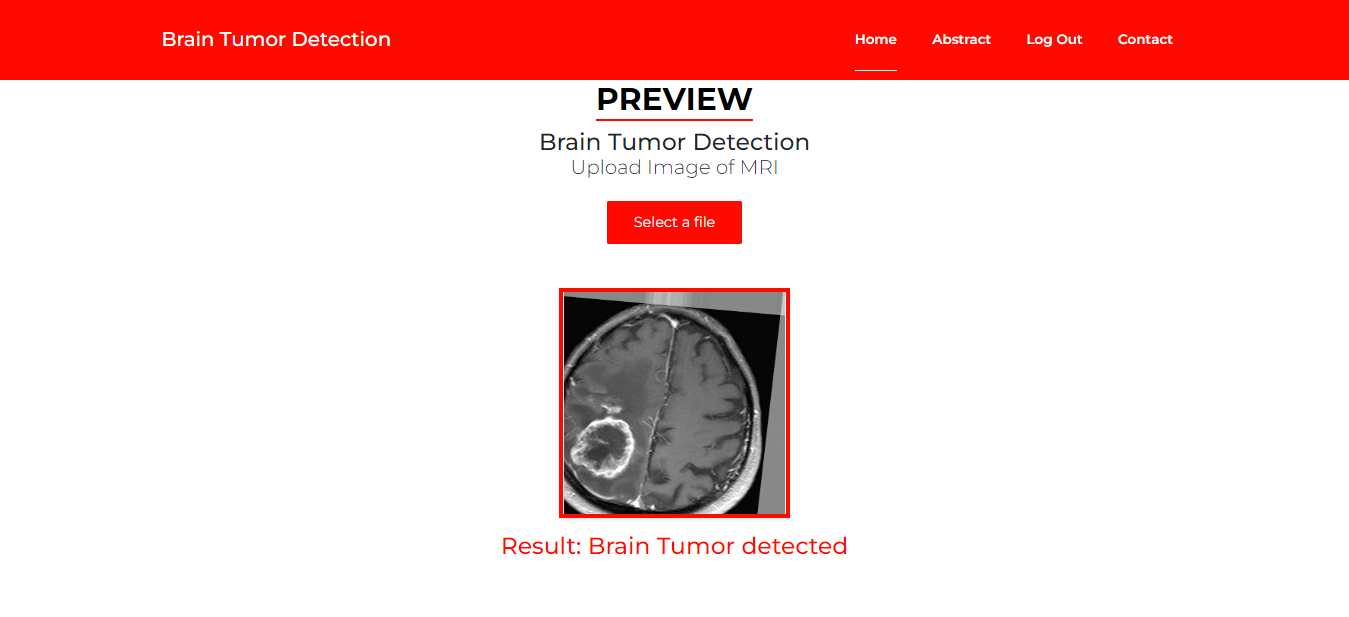 Brain Tumor Detection
Home Abstract Log Out Contact
PREVIEW
Brain Tumor Detection
Upload Image of MRI
Select a file
Result: Brain Tumor detected